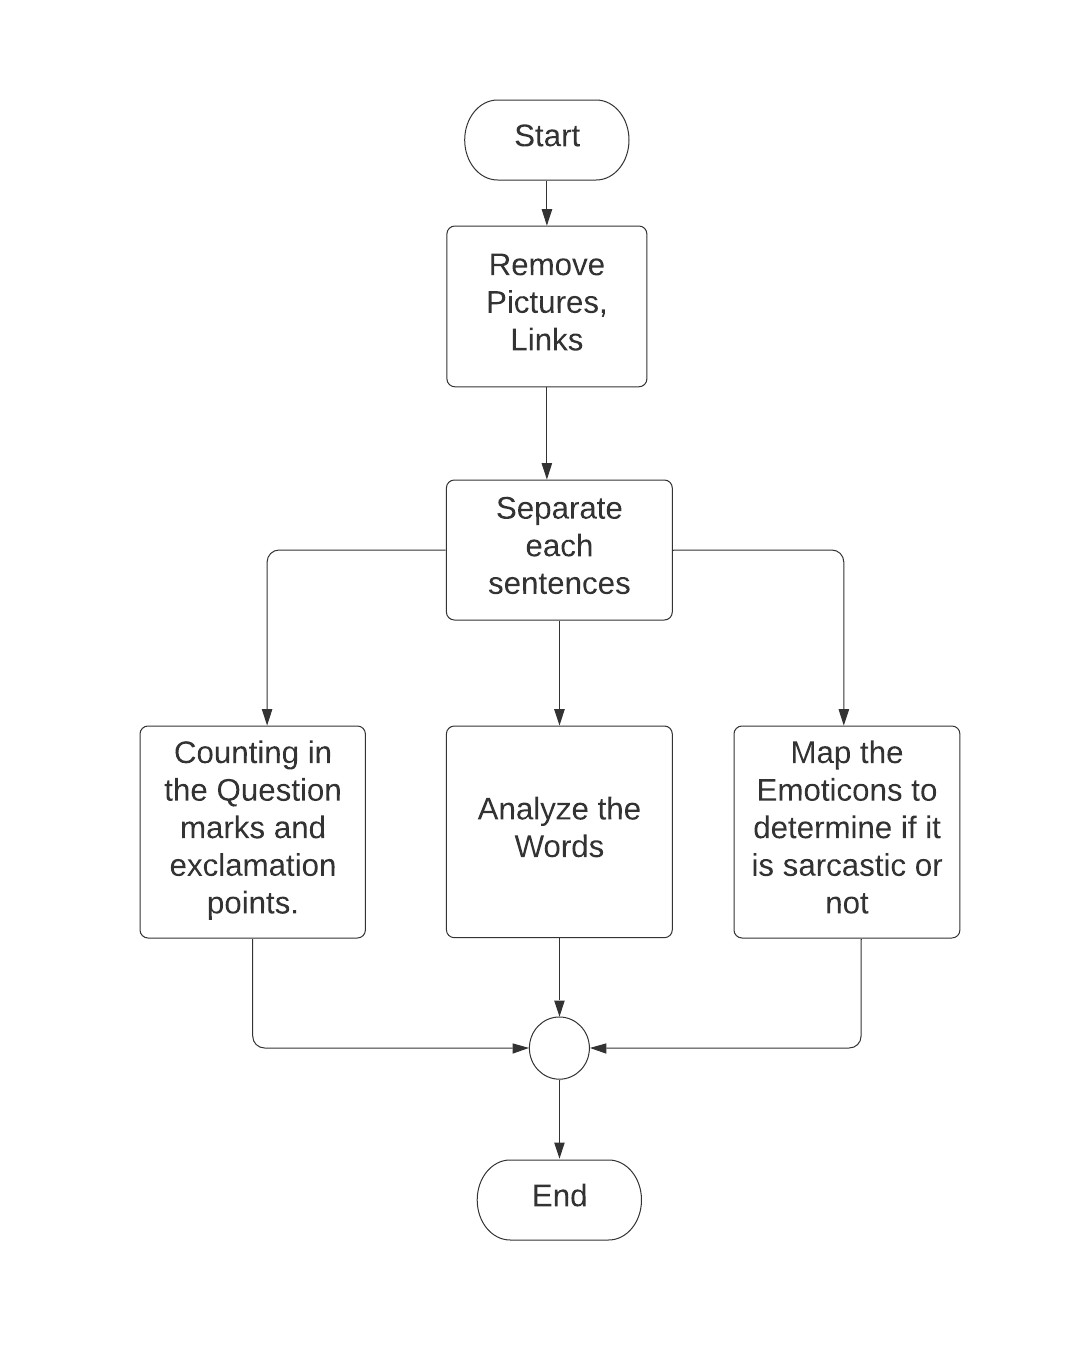 Start
Remove
Pictures,
Links
Separate
each
sentences
Counting in
the Question
marks and
exclamation
points.
Analyze the
Words
Map the
Emoticons to
determine if it
is sarcastic or
not
End